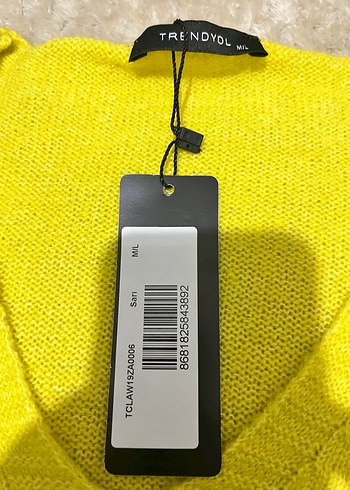 TRENDYOL M/L
TCLAW19ZA0006 Sarı M/L
8681825843892